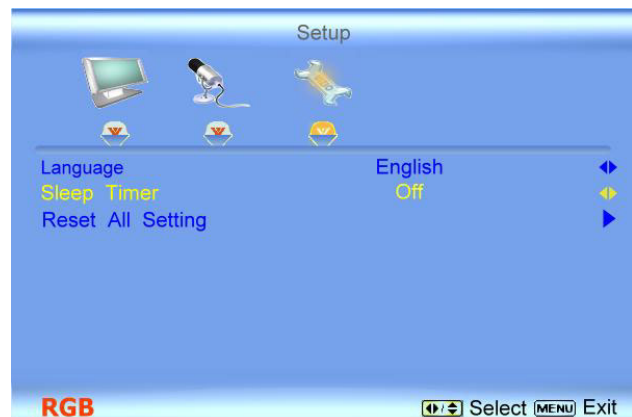 Setup
Language English
Sleep Timer Off
Reset All Setting
RGB Select MENU Exit